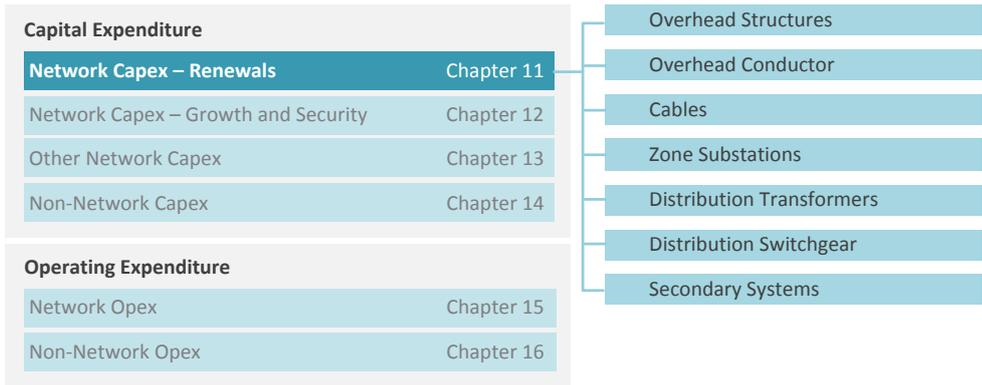 Capital Expenditure
Network Capex – Renewals Chapter 11
Network Capex – Growth and Security Chapter 12
Other Network Capex Chapter 13
Non-Network Capex Chapter 14
Operating Expenditure
Network Opex Chapter 15
Non-Network Opex Chapter 16
Overhead Structures
Overhead Conductor
Cables
Zone Substations
Distribution Transformers
Distribution Switchgear
Secondary Systems